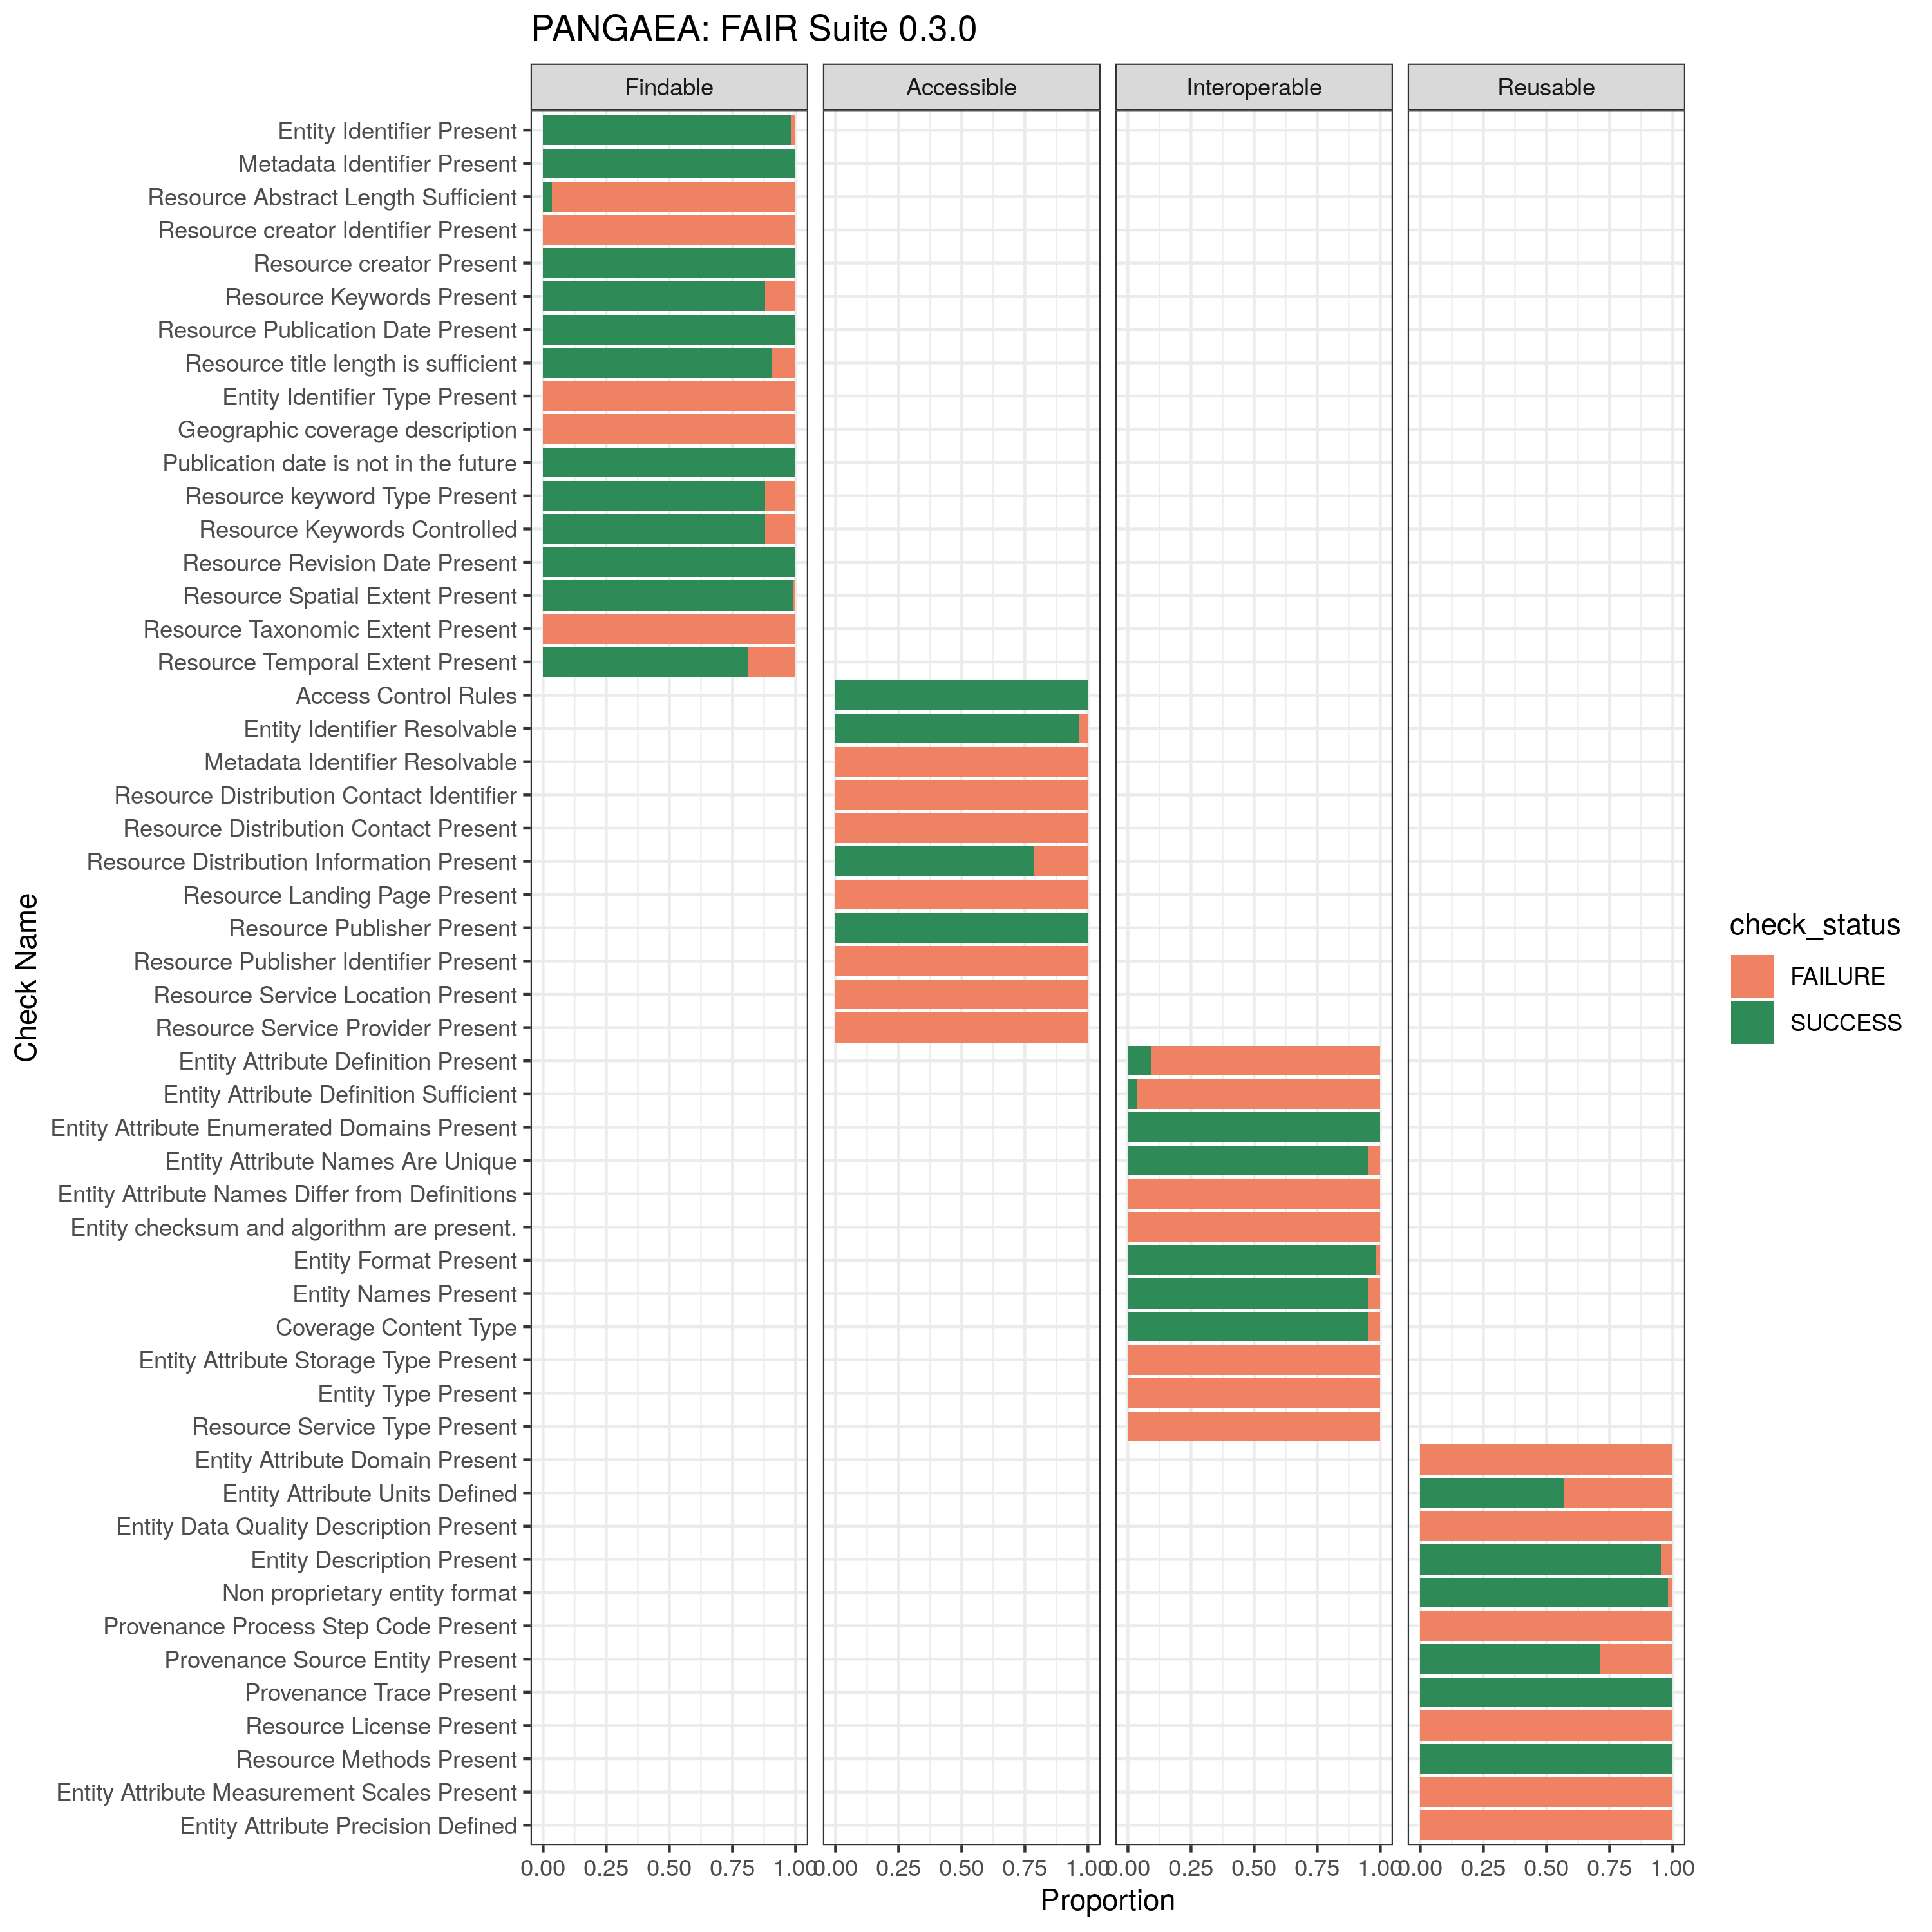 PANGAEA: FAIR Suite 0.3.0
Findable Accessible Interoperable Reusable
Entity Identifier Present
Metadata Identifier Present
Resource Abstract Length Sufficient
Resource creator Identifier Present
Resource creator Present
Resource Keywords Present
Resource Publication Date Present
Resource title length is sufficient
Entity Identifier Type Present
Geographic coverage description
Publication date is not in the future
Resource keyword Type Present
Resource Keywords Controlled
Resource Revision Date Present
Resource Spatial Extent Present
Resource Taxonomic Extent Present
Resource Temporal Extent Present
Access Control Rules
Entity Identifier Resolvable
Metadata Identifier Resolvable
Resource Distribution Contact Identifier
Resource Distribution Contact Present
Resource Distribution Information Present
Resource Landing Page Present
Resource Publisher Present
Resource Publisher Identifier Present
Resource Service Location Present
Resource Service Provider Present
Entity Attribute Definition Present
Entity Attribute Definition Sufficient
Entity Attribute Enumerated Domains Present
Entity Attribute Names Are Unique
Entity Attribute Names Differ from Definitions
Entity checksum and algorithm are present.
Entity Format Present
Entity Names Present
Coverage Content Type
Entity Attribute Storage Type Present
Entity Type Present
Resource Service Type Present
Entity Attribute Domain Present
Entity Attribute Units Defined
Entity Data Quality Description Present
Entity Description Present
Non proprietary entity format
Provenance Process Step Code Present
Provenance Source Entity Present
Provenance Trace Present
Resource License Present
Resource Methods Present
Entity Attribute Measurement Scales Present
Entity Attribute Precision Defined
Check Name
0.00 0.25 0.50 0.75 1.00 0.00 0.25 0.50 0.75 1.00 0.00 0.25 0.50 0.75 1.00 0.00 0.25 0.50 0.75 1.00
Proportion
check_status
FAILURE
SUCCESS